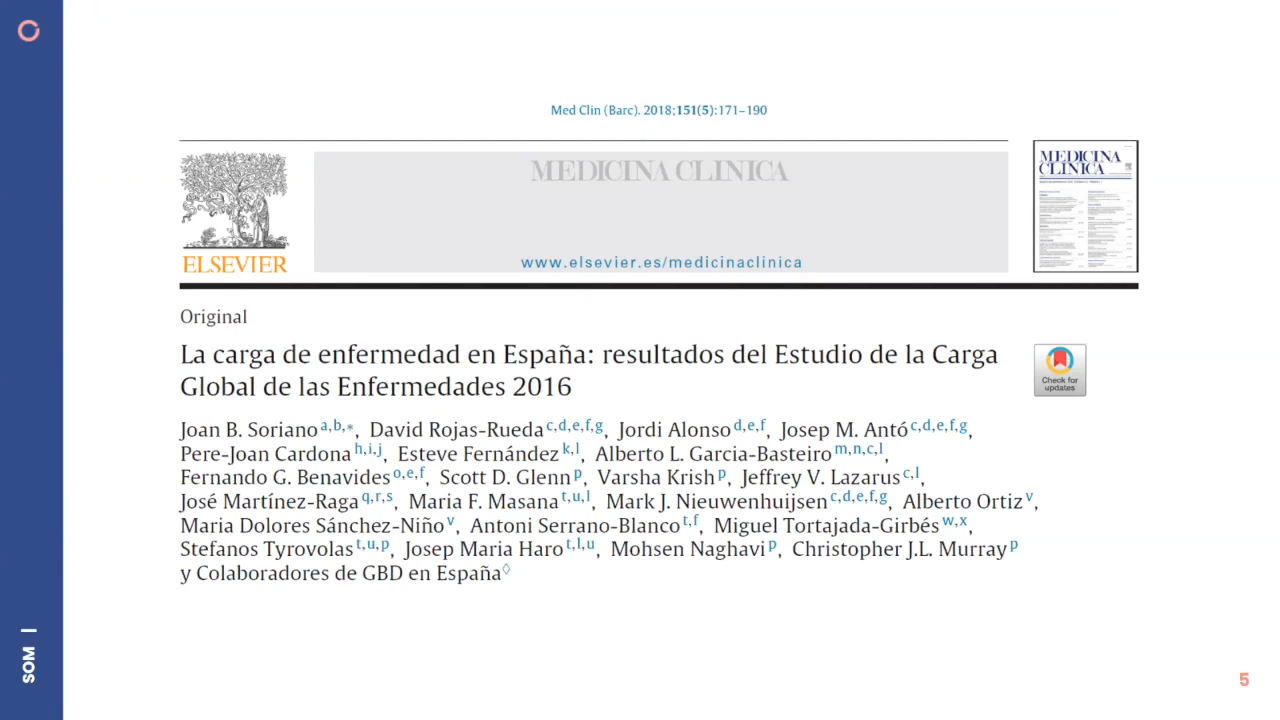 Med Clin (Barc). 2018;151(5):171–190
MEDICINA CLINICA
www.elsevier.es/medicinaclinica
ELSEVIER
MEDICINA
CLINICA
Original
La carga de enfermedad en España: resultados del Estudio de la Carga
Global de las Enfermedades 2016
Check for
updates
Joan B. Soriano a,b,*, David Rojas-Rueda c,d,e,f,g, Jordi Alonso d,e,f, Josep M. Antó c,d,e,f,g,
Pere-Joan Cardona h,i,j, Esteve Fernández k,l, Alberto L. Garcia-Basteiro m,n,c,l,
Fernando G. Benavides o,e,f, Scott D. Glenn p, Varsha Krish p, Jeffrey V. Lazarus c,l,
José Martínez-Raga q,r,s, Maria F. Masana t,u,l, Mark J. Nieuwenhuijsen c,d,e,f,g, Alberto Ortiz v,
Maria Dolores Sánchez-Niño v, Antoni Serrano-Blanco t,f, Miguel Tortajada-Girbés w,x,
Stefanos Tyrovolas t,u,p, Josep Maria Haro t,l,u, Mohsen Naghavi p, Christopher J.L. Murray p
y Colaboradores de GBD en España ◊
SOM |
5